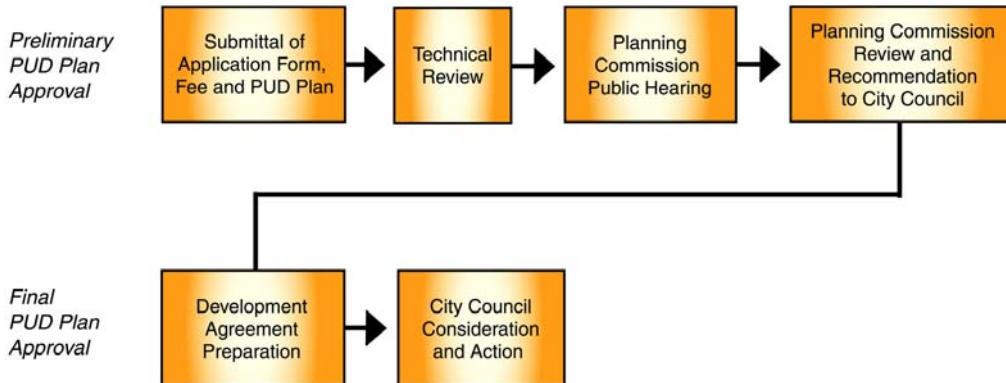 Preliminary
PUD Plan
Approval
Submittal of
Application Form,
Fee and PUD Plan
Technical
Review
Planning
Commission
Public Hearing
Planning Commission
Review and
Recommendation
to City Council
Final
PUD Plan
Approval
Development
Agreement
Preparation
City Council
Consideration
and Action